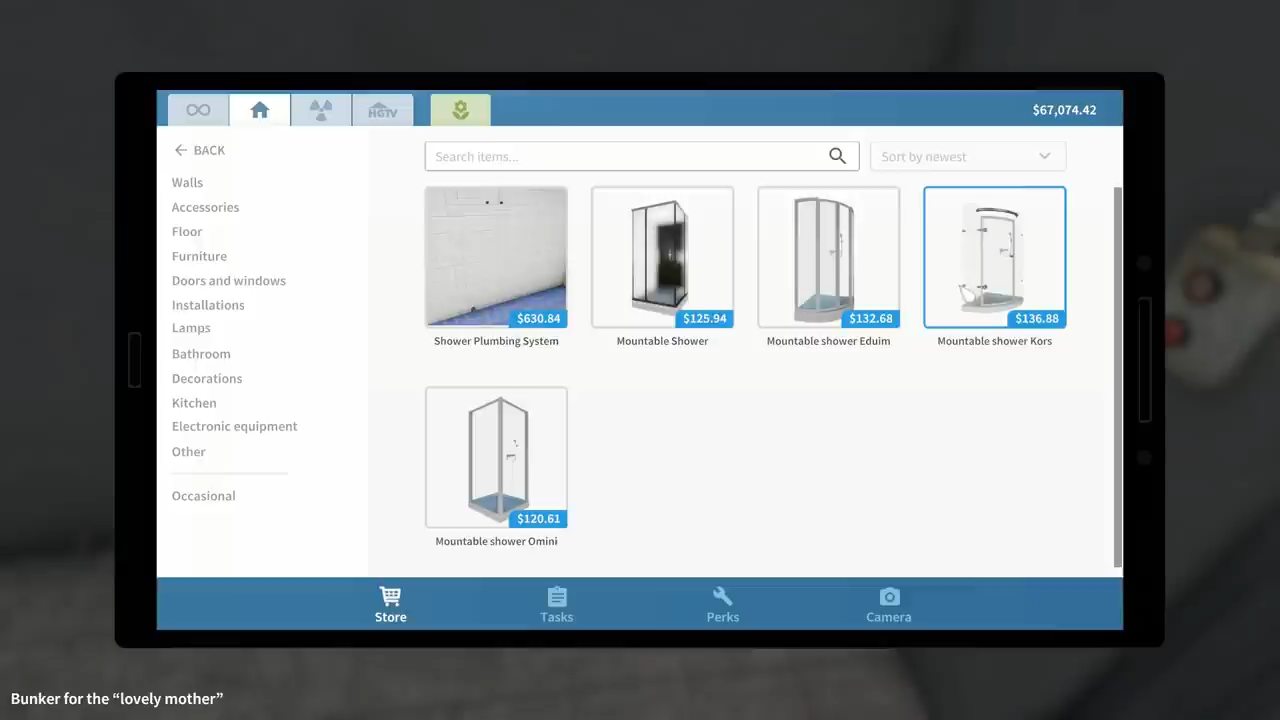 HGTV
$67,074.42
BACK
Search items...
Sort by newest
Walls
Accessories
Floor
Furniture
Doors and windows
Installations
Lamps
Bathroom
Decorations
Kitchen
Electronic equipment
Other
Occasional
$630.84
Shower Plumbing System
$125.94
Mountable Shower
$132.68
Mountable shower Eduim
$136.88
Mountable shower Kors
$120.61
Mountable shower Omini
Store
Tasks
Perks
Camera
Bunker for the “lovely mother”